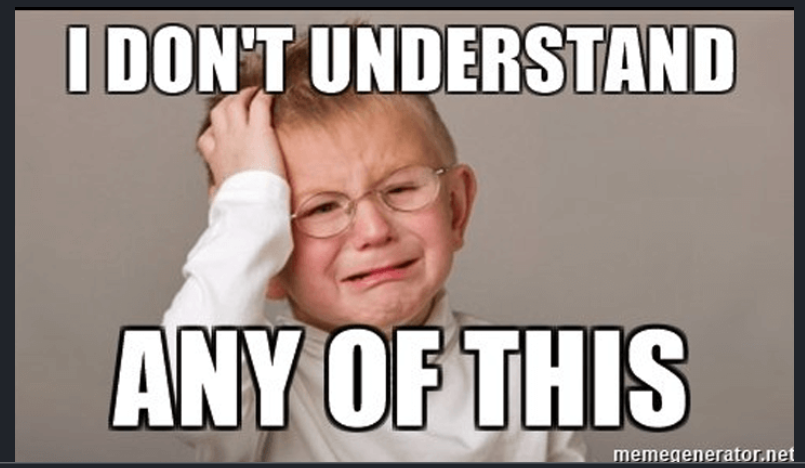 I DON'T UNDERSTAND
ANY OF THIS
memegenerator.net